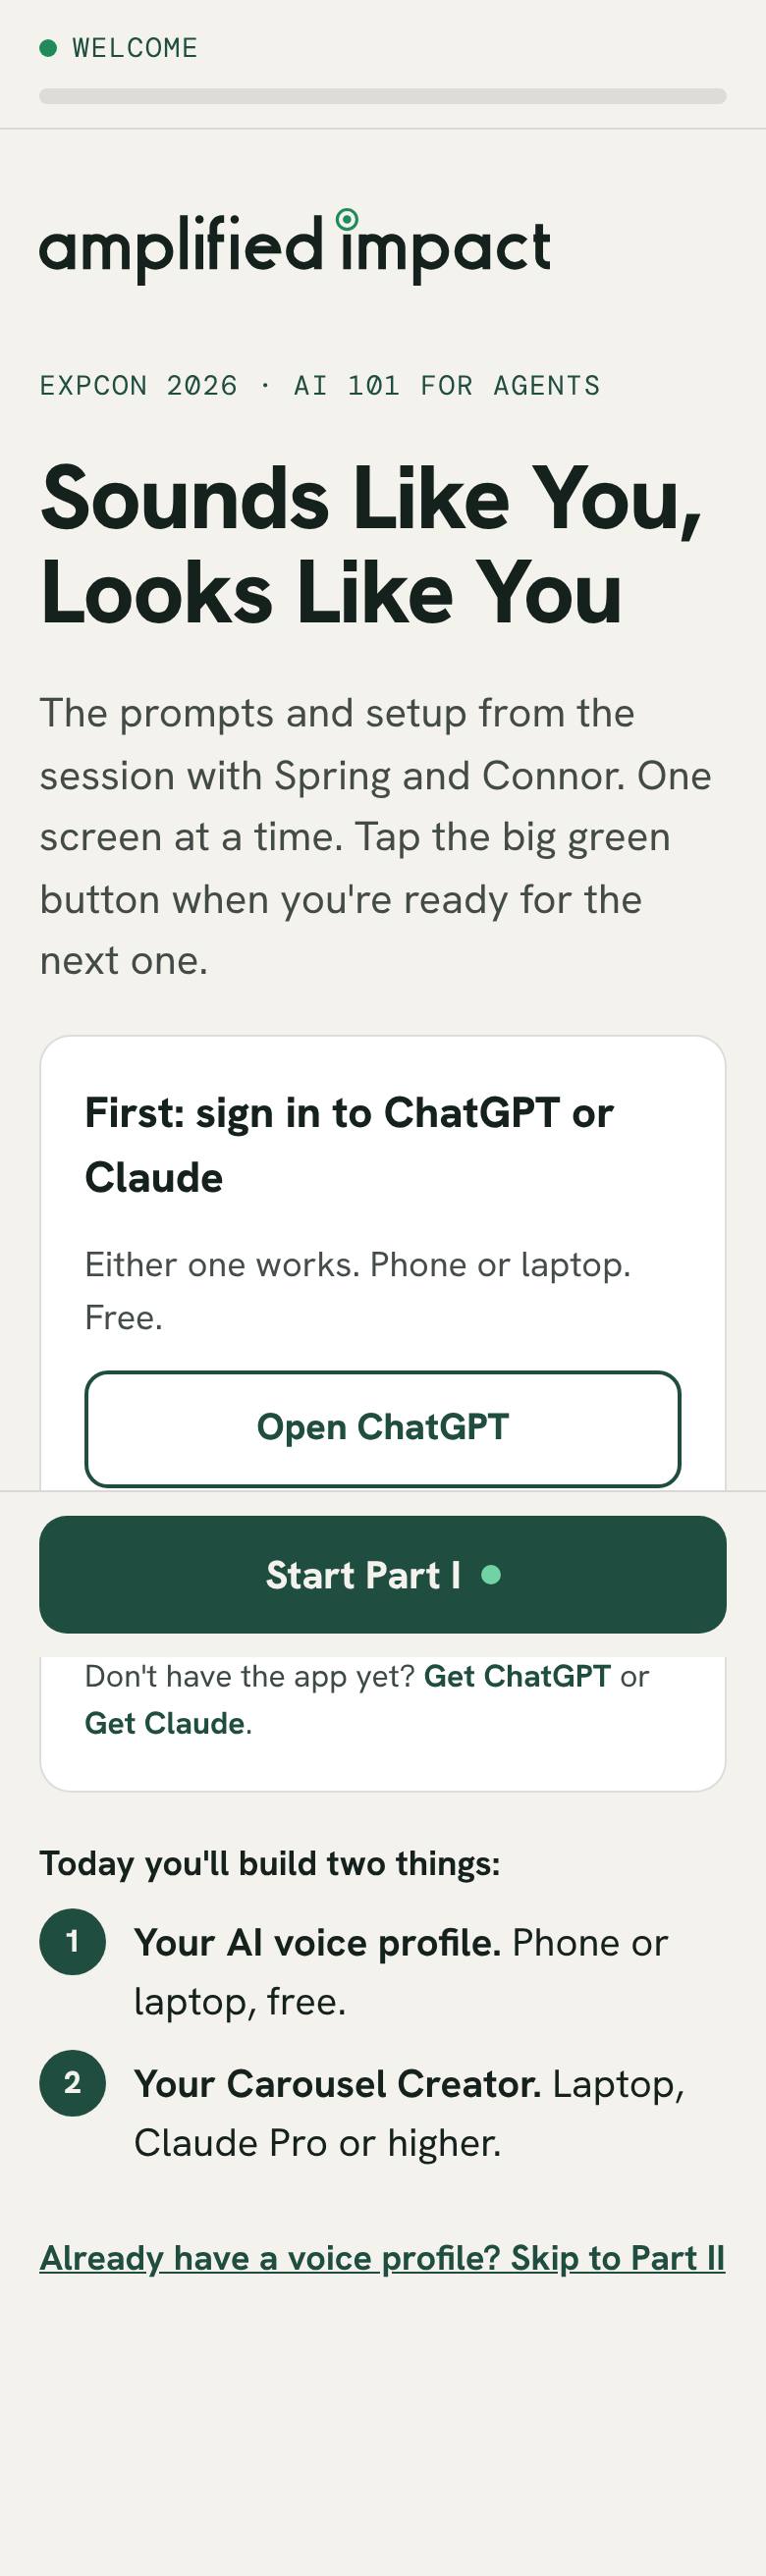 WELCOME
amplified impact
EXPCON 2026 · AI 101 FOR AGENTS
Sounds Like You,
Looks Like You
The prompts and setup from the
session with Spring and Connor. One
screen at a time. Tap the big green
button when you're ready for the
next one.
First: sign in to ChatGPT or
Claude
Either one works. Phone or laptop.
Free.
Open ChatGPT
Start Part I
Don't have the app yet? Get ChatGPT or
Get Claude.
Today you'll build two things:
1 Your AI voice profile. Phone or
laptop, free.
2 Your Carousel Creator. Laptop,
Claude Pro or higher.
Already have a voice profile? Skip to Part II